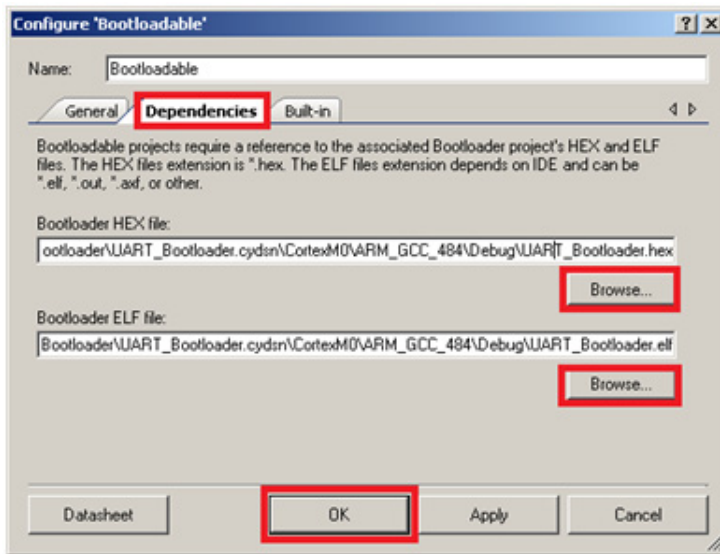 Configure 'Bootloadable'
Name: Bootloadable
General Dependencies Built-in
Bootloadable projects require a reference to the associated Bootloader project's HEX and ELF
files. The HEX files extension is *.hex. The ELF files extension depends on IDE and can be
*.elf, *.out, *.axf, or other.
Bootloader HEX file:
ootloader\UART_Bootloader.cydsn\CortexM0\ARM_GCC_484\Debug\UART_Bootloader.hex
Browse...
Bootloader ELF file:
Bootloader\UART_Bootloader.cydsn\CortexM0\ARM_GCC_484\Debug\UART_Bootloader.elf
Browse...
Datasheet OK Apply Cancel